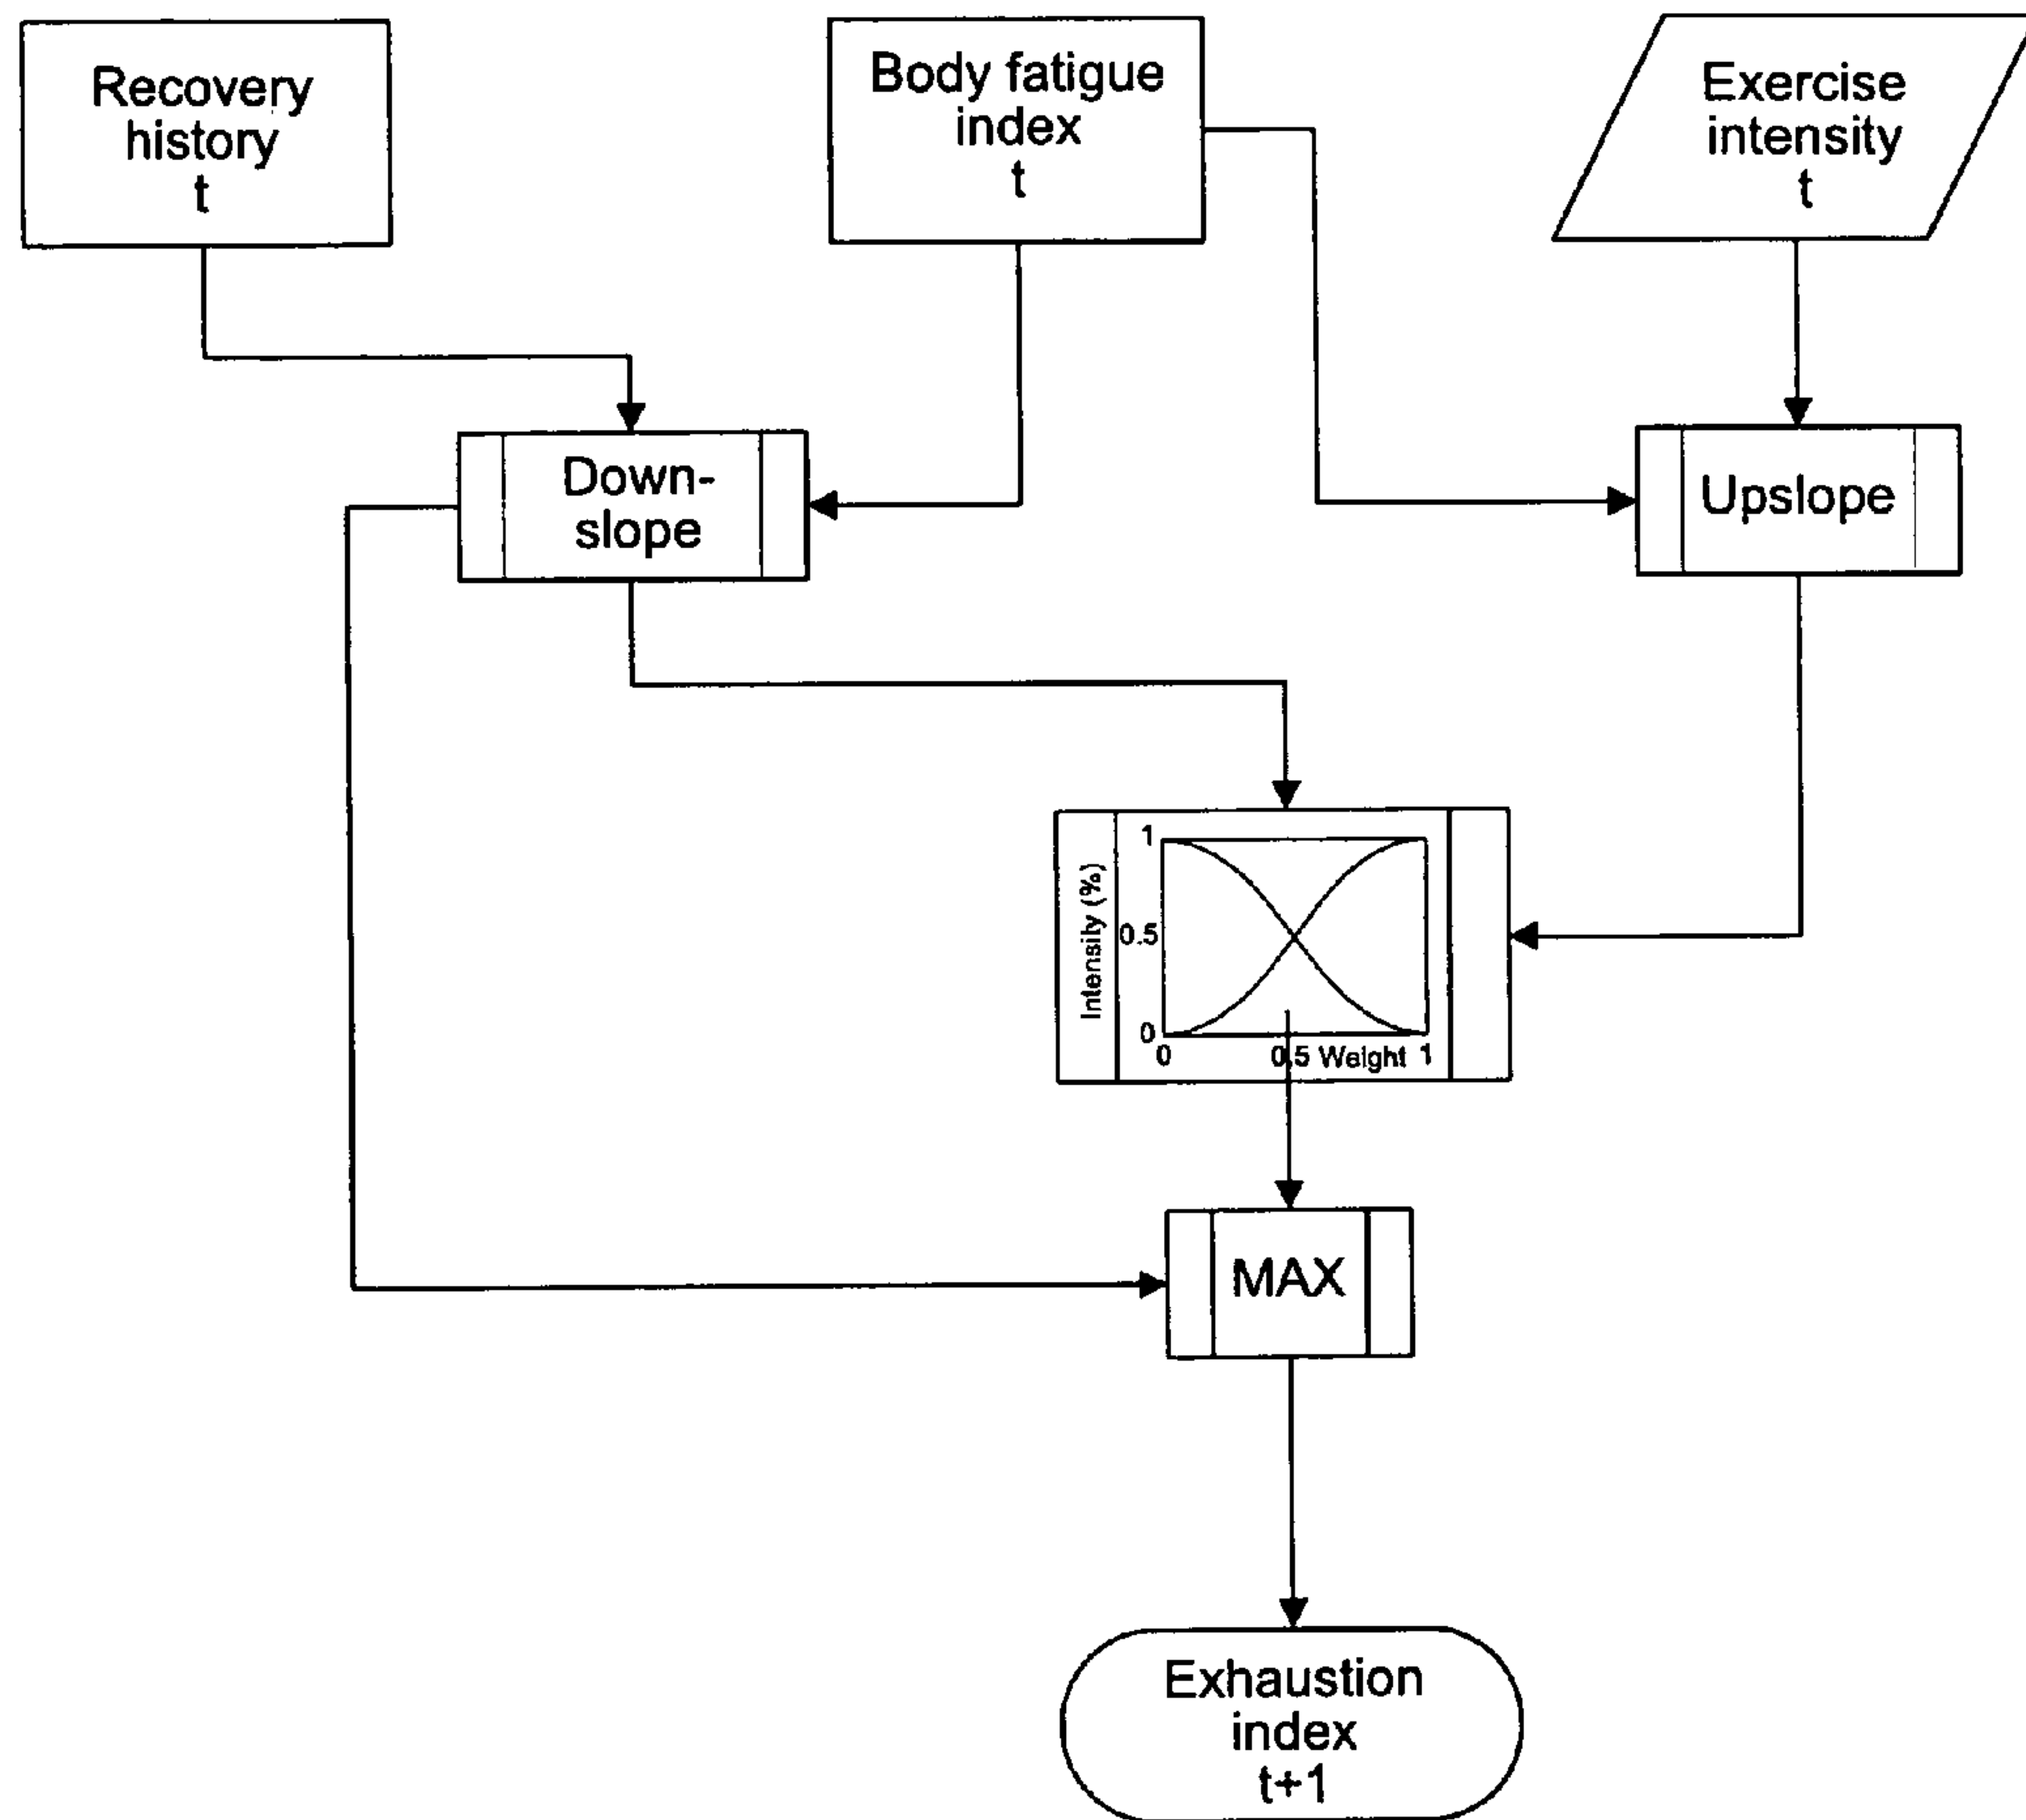 Recovery
history
t
Body fatigue
index
t
Exercise
intensity
t
Down-
slope
Upslope
Intensity (%)
1
0.5
0
0
0,5 Weight 1
MAX
Exhaustion
index
t+1